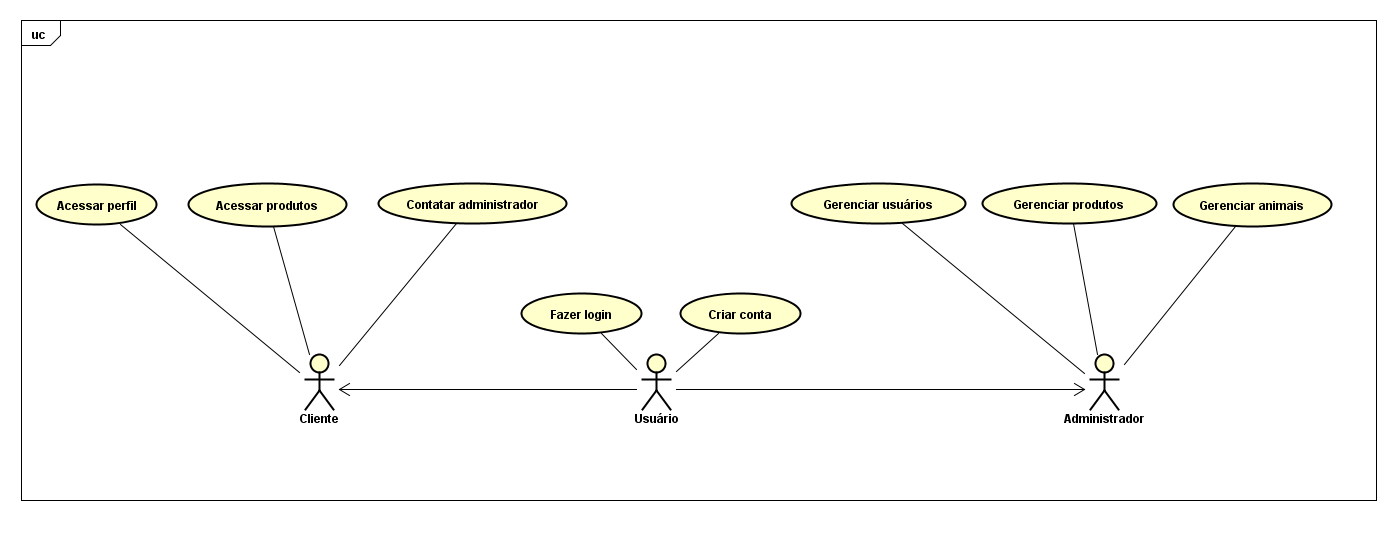 uc
Acessar perfil
Acessar produtos
Contatar administrador
Gerenciar usuários
Gerenciar produtos
Gerenciar animais
Fazer login
Criar conta
Cliente
Usuário
Administrador